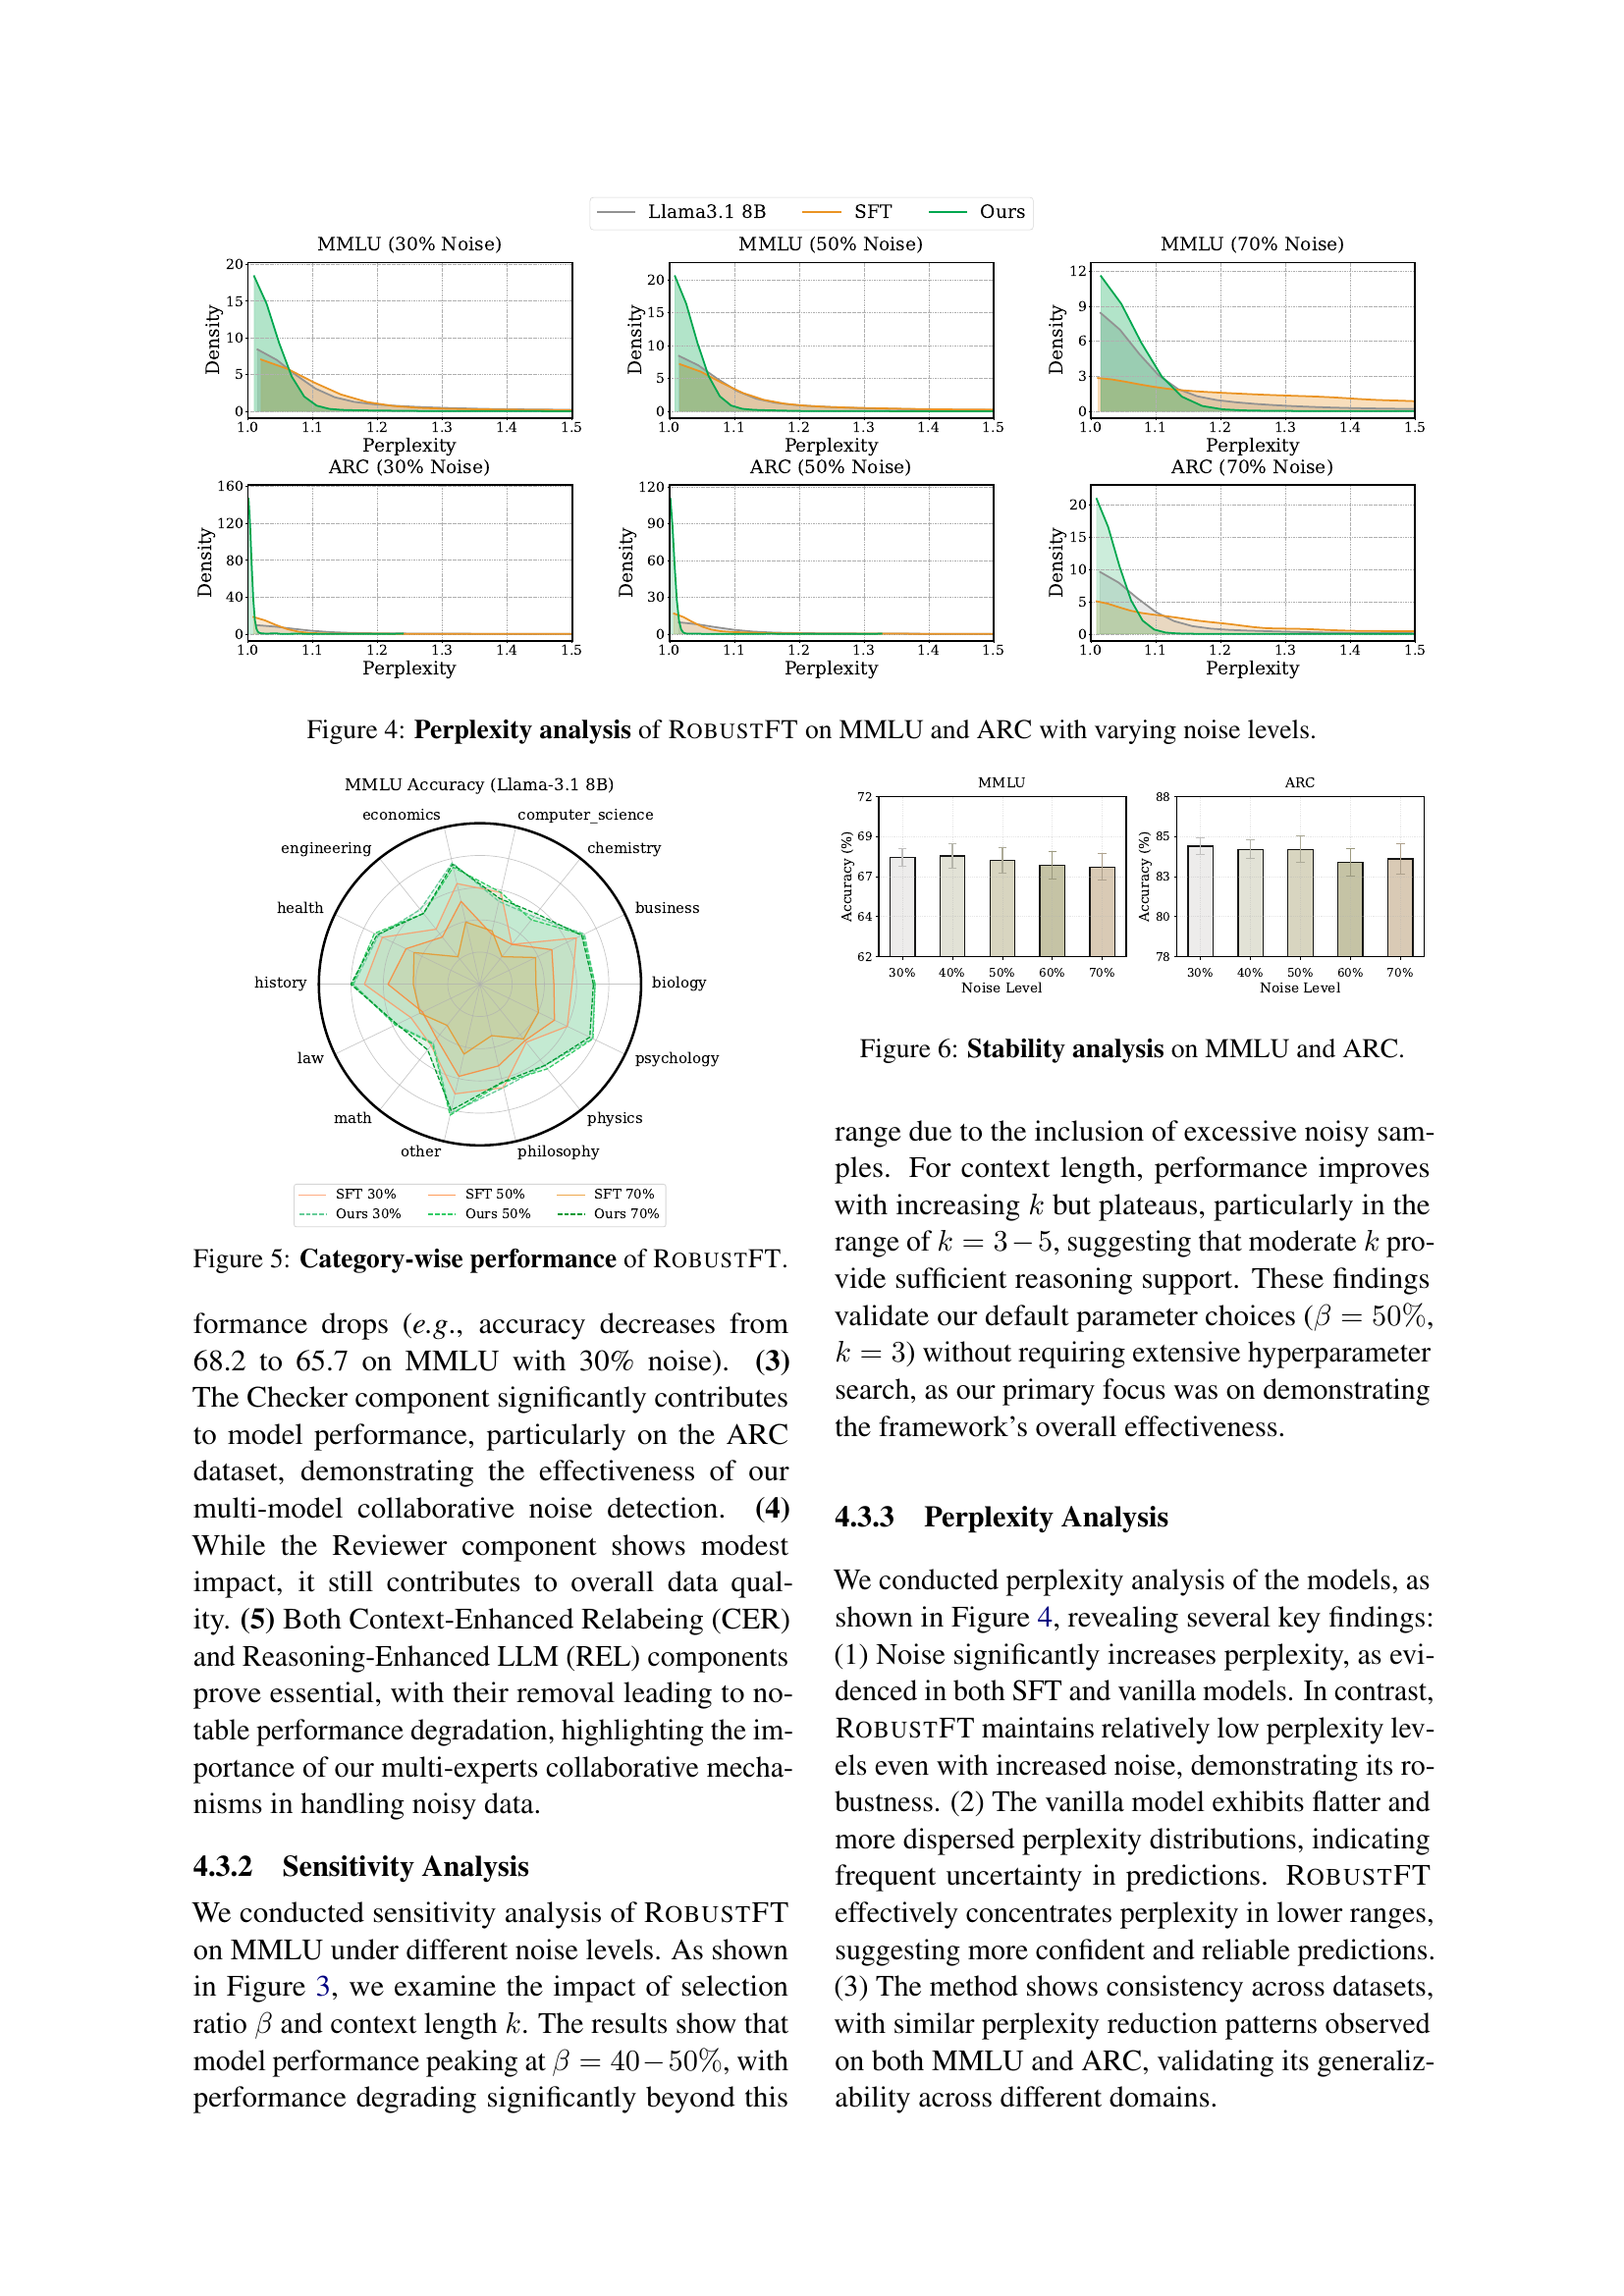 Llama3.1 8B SFT Ours
MMLU (30% Noise)
20
15
10
5
0
Density
1.0 1.1 1.2 1.3 1.4 1.5
Perplexity
MMLU (50% Noise)
20
15
10
5
0
Density
1.0 1.1 1.2 1.3 1.4 1.5
Perplexity
MMLU (70% Noise)
12
9
6
3
0
Density
1.0 1.1 1.2 1.3 1.4 1.5
Perplexity
ARC (30% Noise)
160
120
80
40
0
Density
1.0 1.1 1.2 1.3 1.4 1.5
Perplexity
ARC (50% Noise)
120
90
60
30
0
Density
1.0 1.1 1.2 1.3 1.4 1.5
Perplexity
ARC (70% Noise)
20
15
10
5
0
Density
1.0 1.1 1.2 1.3 1.4 1.5
Perplexity
Figure 4: Perplexity analysis of ROBUSTFT on MMLU and ARC with varying noise levels.
MMLU Accuracy (Llama-3.1 8B)
economics
computer_science
engineering
chemistry
health
business
history
biology
law
psychology
math
physics
other
philosophy
SFT 30% SFT 50% SFT 70%
Ours 30% Ours 50% Ours 70%
Figure 5: Category-wise performance of ROBUSTFT.
formance drops (e.g., accuracy decreases from
68.2 to 65.7 on MMLU with 30% noise). (3)
The Checker component significantly contributes
to model performance, particularly on the ARC
dataset, demonstrating the effectiveness of our
multi-model collaborative noise detection. (4)
While the Reviewer component shows modest
impact, it still contributes to overall data qual-
ity. (5) Both Context-Enhanced Relabeing (CER)
and Reasoning-Enhanced LLM (REL) components
prove essential, with their removal leading to no-
table performance degradation, highlighting the im-
portance of our multi-experts collaborative mecha-
nisms in handling noisy data.
4.3.2 Sensitivity Analysis
We conducted sensitivity analysis of ROBUSTFT
on MMLU under different noise levels. As shown
in Figure 3, we examine the impact of selection
ratio β and context length k. The results show that
model performance peaking at β = 40−50%, with
performance degrading significantly beyond this
MMLU
72
69
67
64
62
Accuracy (%)
30% 40% 50% 60% 70%
Noise Level
ARC
88
85
83
80
78
Accuracy (%)
30% 40% 50% 60% 70%
Noise Level
Figure 6: Stability analysis on MMLU and ARC.
range due to the inclusion of excessive noisy sam-
ples. For context length, performance improves
with increasing k but plateaus, particularly in the
range of k = 3−5, suggesting that moderate k pro-
vide sufficient reasoning support. These findings
validate our default parameter choices (β = 50%,
k = 3) without requiring extensive hyperparameter
search, as our primary focus was on demonstrating
the framework's overall effectiveness.
4.3.3 Perplexity Analysis
We conducted perplexity analysis of the models, as
shown in Figure 4, revealing several key findings:
(1) Noise significantly increases perplexity, as evi-
denced in both SFT and vanilla models. In contrast,
ROBUSTFT maintains relatively low perplexity lev-
els even with increased noise, demonstrating its ro-
bustness. (2) The vanilla model exhibits flatter and
more dispersed perplexity distributions, indicating
frequent uncertainty in predictions. ROBUSTFT
effectively concentrates perplexity in lower ranges,
suggesting more confident and reliable predictions.
(3) The method shows consistency across datasets,
with similar perplexity reduction patterns observed
on both MMLU and ARC, validating its generaliz-
ability across different domains.